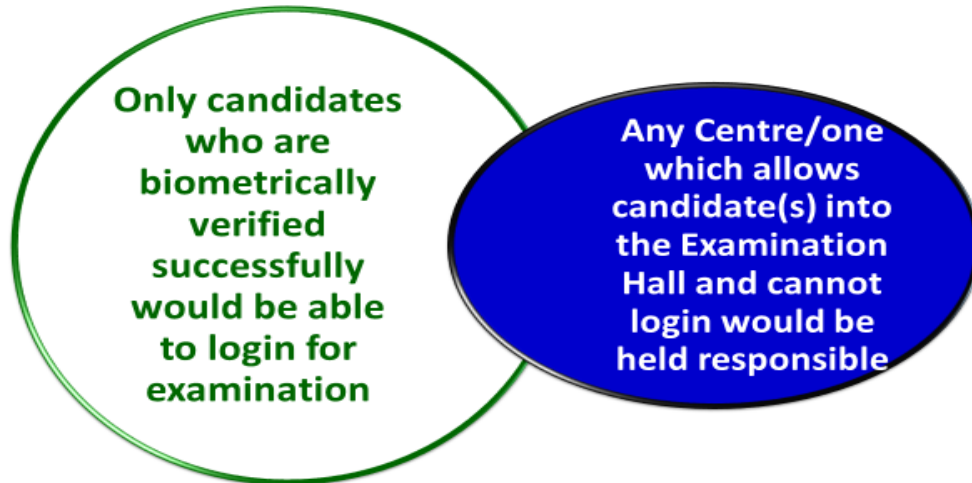 Only candidates
who are
biometrically
verified
successfully
would be able
to login for
examination
Any Centre/one
which allows
candidate(s) into
the Examination
Hall and cannot
login would be
held responsible